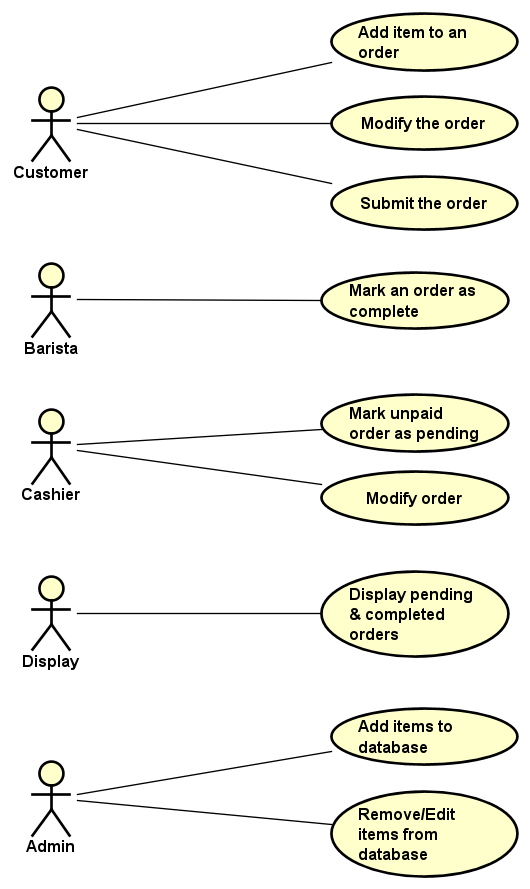 Add item to an
order
Modify the order
Customer
Submit the order
Mark an order as
complete
Barista
Mark unpaid
order as pending
Cashier
Modify order
Display pending
& completed
orders
Display
Add items to
database
Remove/Edit
items from
database
Admin